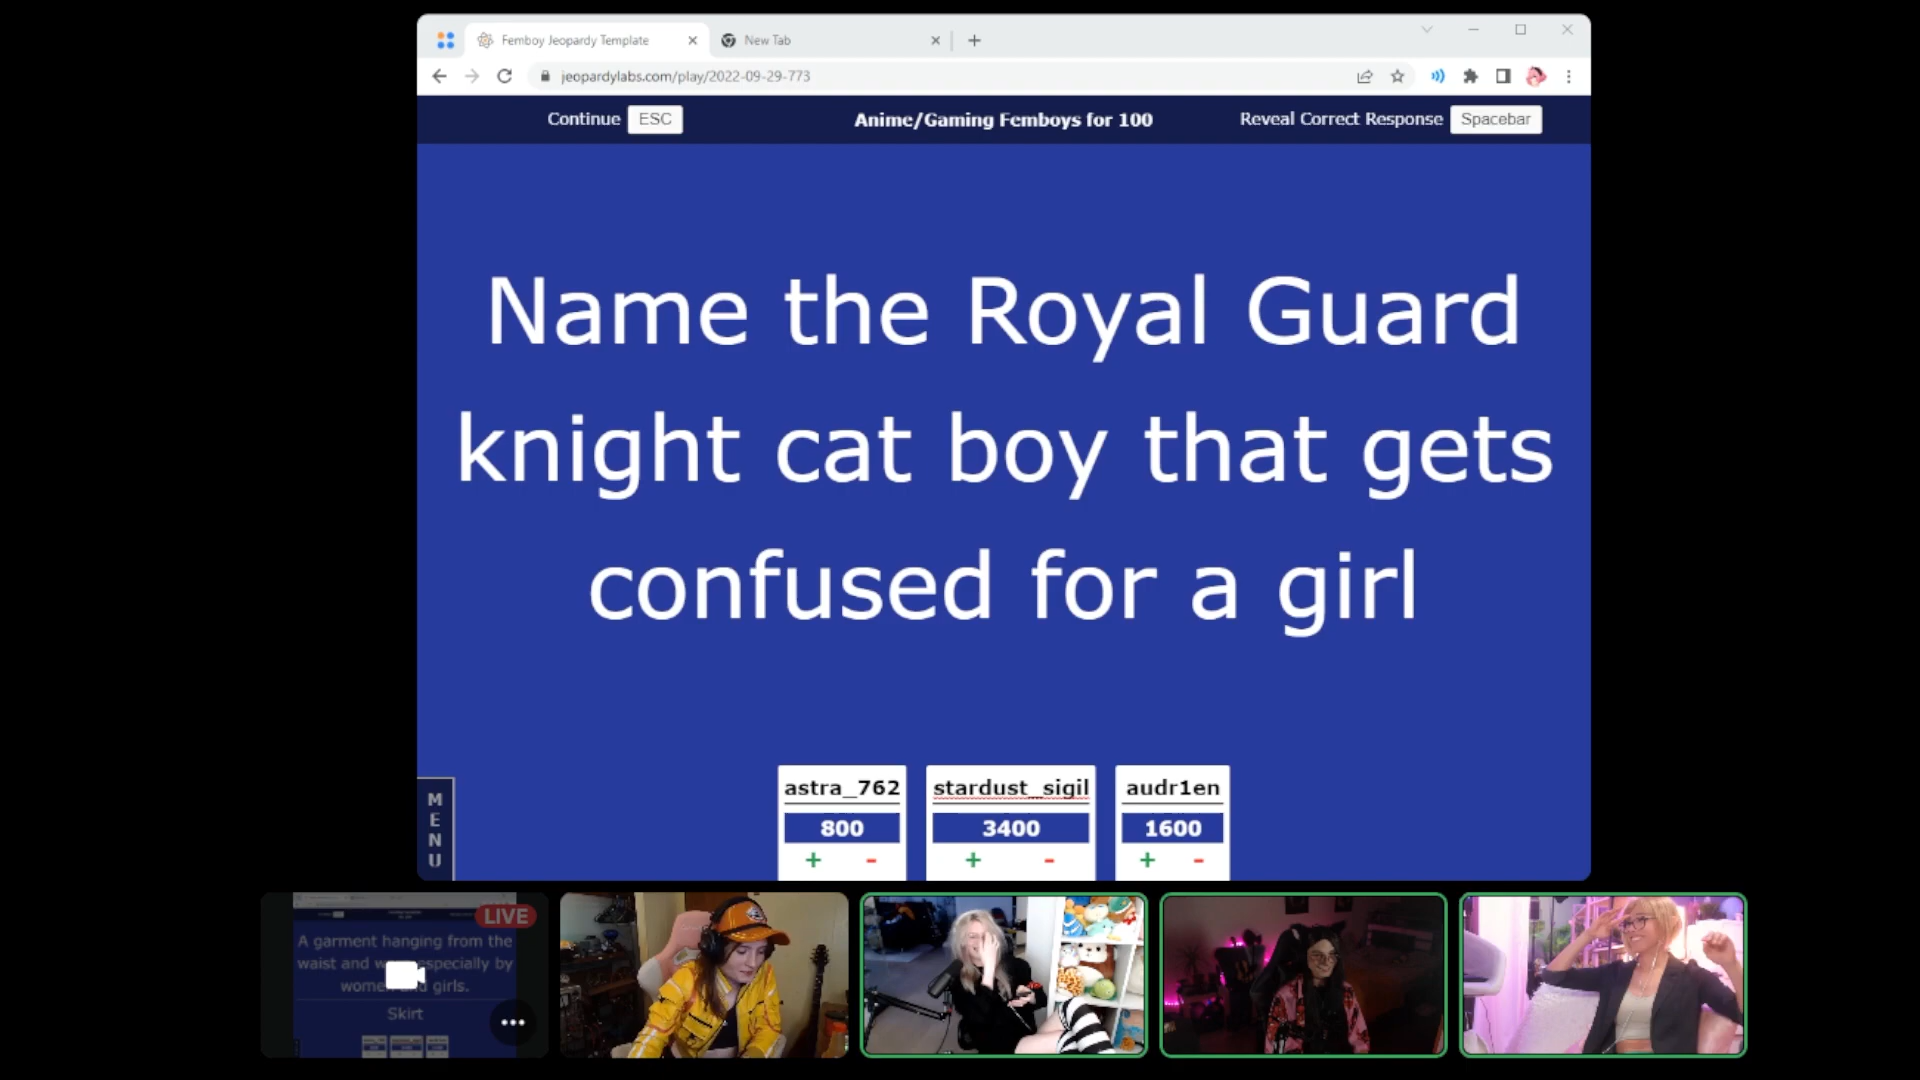 Femboy Jeopardy Template
New Tab
jeopardylabs.com/play/2022-09-29-773
Continue ESC
Anime/Gaming Femboys for 100
Reveal Correct Response Spacebar
Name the Royal Guard
knight cat boy that gets
confused for a girl
MENU
astra_762
800
+ -
stardust_sigil
3400
+ -
audr1en
1600
+ -
LIVE
A garment hanging from the
waist and especially by
girls.
Skirt